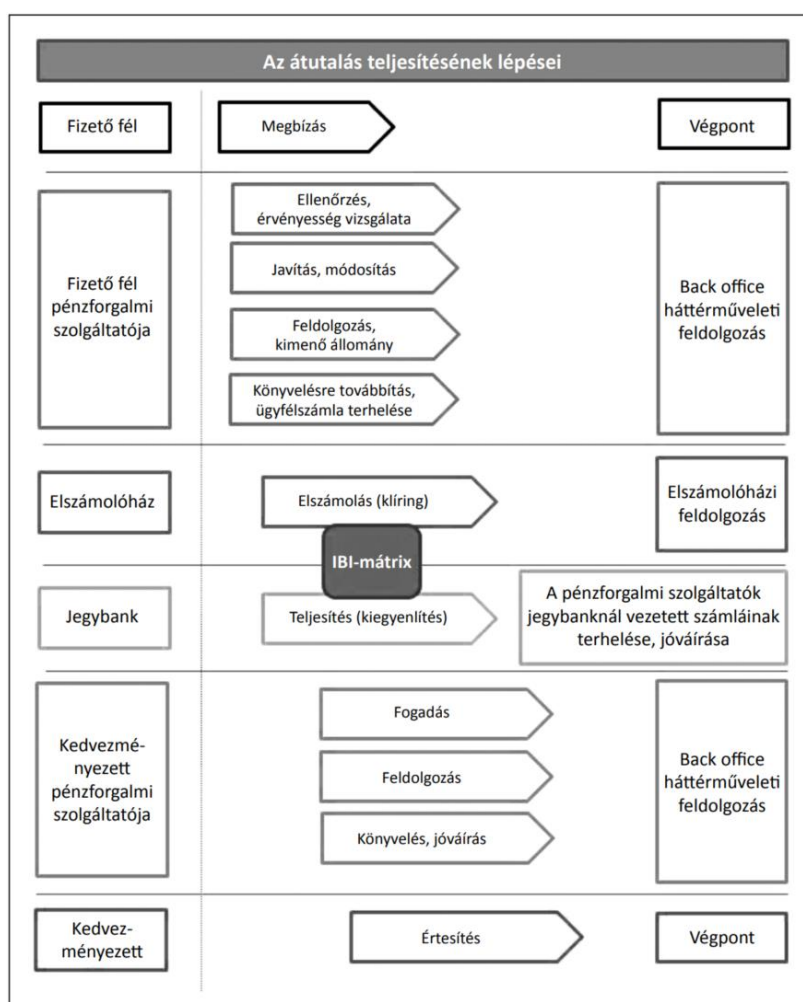 Az átutalás teljesítésének lépései
Fizető fél
Megbízás
Végpont
Fizető fél
pénzforgalmi
szolgáltatója
Ellenőrzés,
érvényesség vizsgálata
Javítás, módosítás
Feldolgozás,
kimenő állomány
Könyvelésre továbbítás,
ügyfélszámla terhelése
Back office
háttérműveleti
feldolgozás
Elszámolóház
Elszámolás (klíring)
Elszámolóházi
feldolgozás
IBI-mátrix
Jegybank
Teljesítés (kiegyenlítés)
A pénzforgalmi szolgáltatók
jegybanknál vezetett számláinak
terhelése, jóváírása
Kedvezmé-
nyezett
pénzforgalmi
szolgáltatója
Fogadás
Feldolgozás
Könyvelés, jóváírás
Back office
háttérműveleti
feldolgozás
Kedvez-
ményezett
Értesítés
Végpont